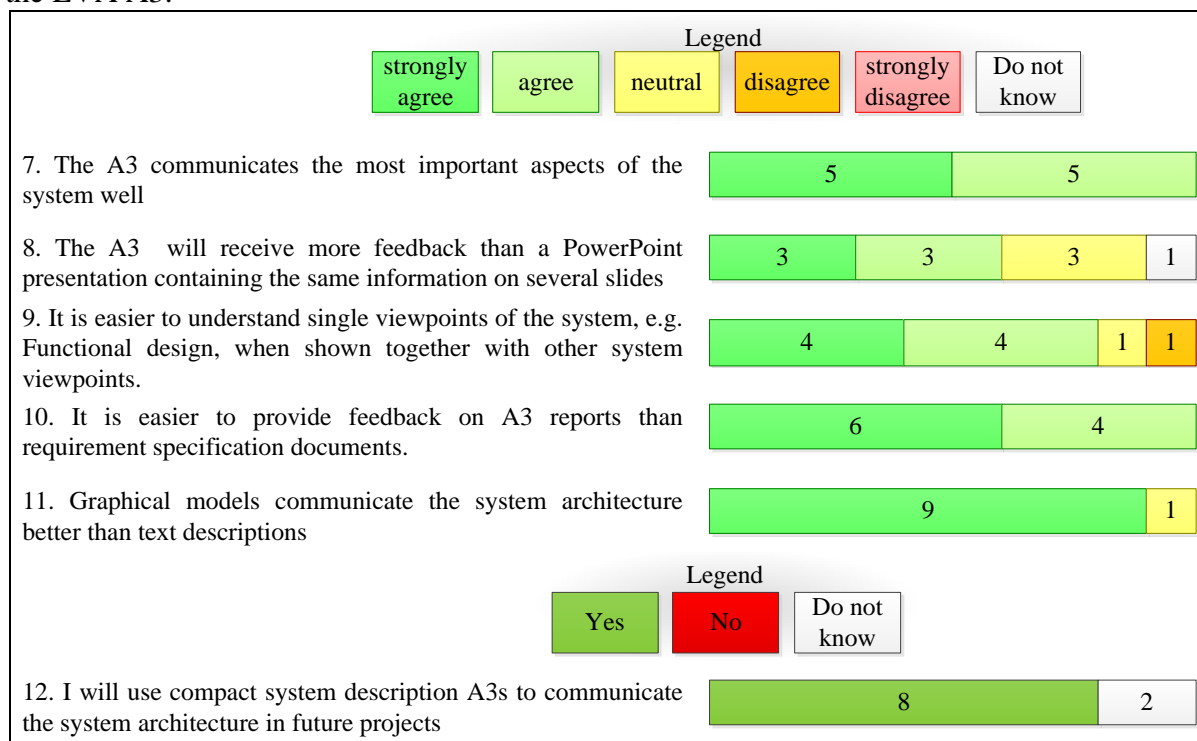 Legend
strongly agree neutral disagree strongly Do not
agree disagree know
7. The A3 communicates the most important aspects of the
system well
5 5
8. The A3 will receive more feedback than a PowerPoint
presentation containing the same information on several slides
3 3 3 1
9. It is easier to understand single viewpoints of the system, e.g.
Functional design, when shown together with other system
viewpoints.
4 4 1 1
10. It is easier to provide feedback on A3 reports than
requirement specification documents.
6 4
11. Graphical models communicate the system architecture
better than text descriptions
9 1
Legend
Yes No Do not
know
12. I will use compact system description A3s to communicate
the system architecture in future projects
8 2